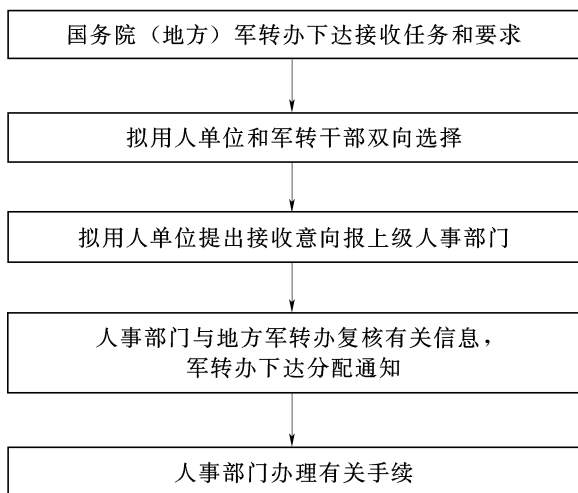 国务院（地方）军转办下达接收任务和要求
拟用人单位和军转干部双向选择
拟用人单位提出接收意向报上级人事部门
人事部门与地方军转办复核有关信息，
军转办下达分配通知
人事部门办理有关手续